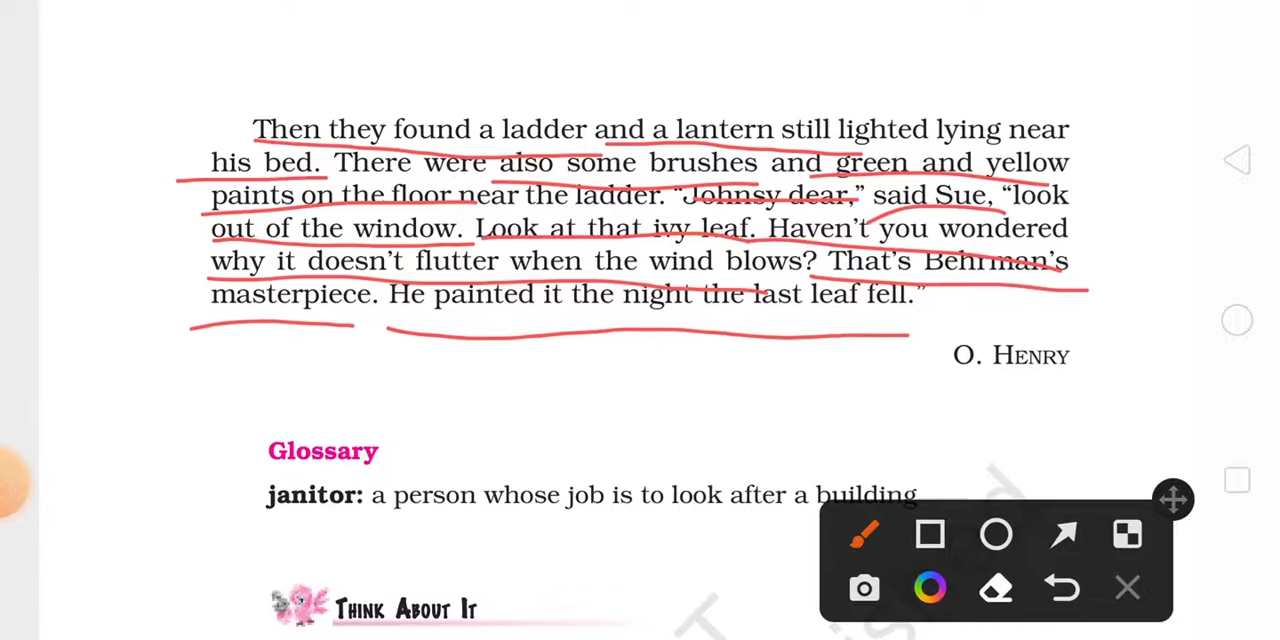 Then they found a ladder and a lantern still lighted lying near
his bed. There were also some brushes and green and yellow
paints on the floor near the ladder. “Johnsy dear,” said Sue, “look
out of the window. Look at that ivy leaf. Haven’t you wondered
why it doesn’t flutter when the wind blows? That’s Behrman’s
masterpiece. He painted it the night the last leaf fell.”
O. HENRY
Glossary
janitor: a person whose job is to look after a building
THINK ABOUT IT